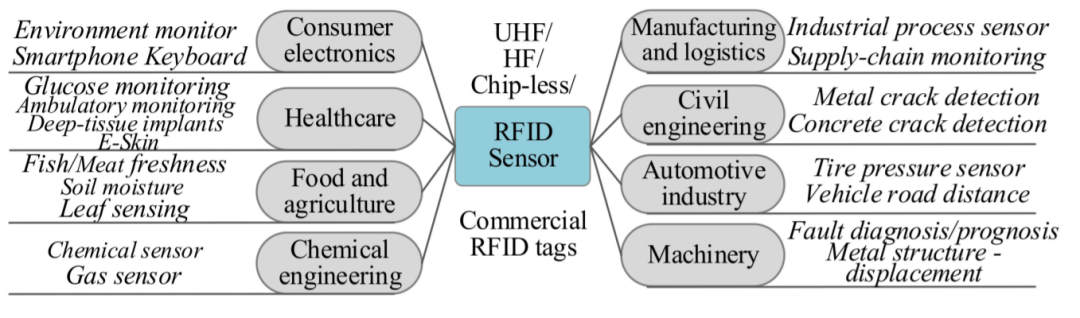 Environment monitor
Smartphone Keyboard
Consumer
electronics
Glucose monitoring
Ambulatory monitoring
Deep-tissue implants
E-Skin
Healthcare
Fish/Meat freshness
Soil moisture
Leaf sensing
Food and
agriculture
Chemical sensor
Gas sensor
Chemical
engineering
UHF/
HF/
Chip-less/
RFID
Sensor
Commercial
RFID tags
Manufacturing
and logistics
Industrial process sensor
Supply-chain monitoring
Civil
engineering
Metal crack detection
Concrete crack detection
Automotive
industry
Tire pressure sensor
Vehicle road distance
Machinery
Fault diagnosis/prognosis
Metal structure -
displacement